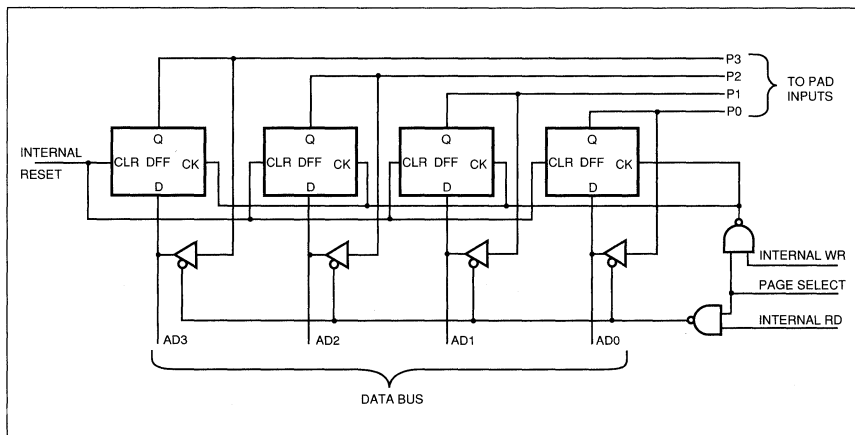 P3
P2
P1
P0
TO PAD
INPUTS
INTERNAL
RESET
Q
CLR DFF CK
D
Q
CLR DFF CK
D
Q
CLR DFF CK
D
Q
CLR DFF CK
D
INTERNAL WR
PAGE SELECT
INTERNAL RD
AD3
AD2
AD1
AD0
DATA BUS